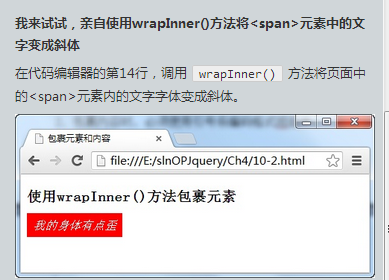 我来试试，亲自使用wrapInner()方法将<span>元素中的文
字变成斜体
在代码编辑器的第14行，调用 wrapInner() 方法将页面中
的<span>元素内的文字字体变成斜体。
包裹元素和内容
file:///E:/slnOPJquery/Ch4/10-2.html
使用wrapInner()方法包裹元素
我的身体有点歪